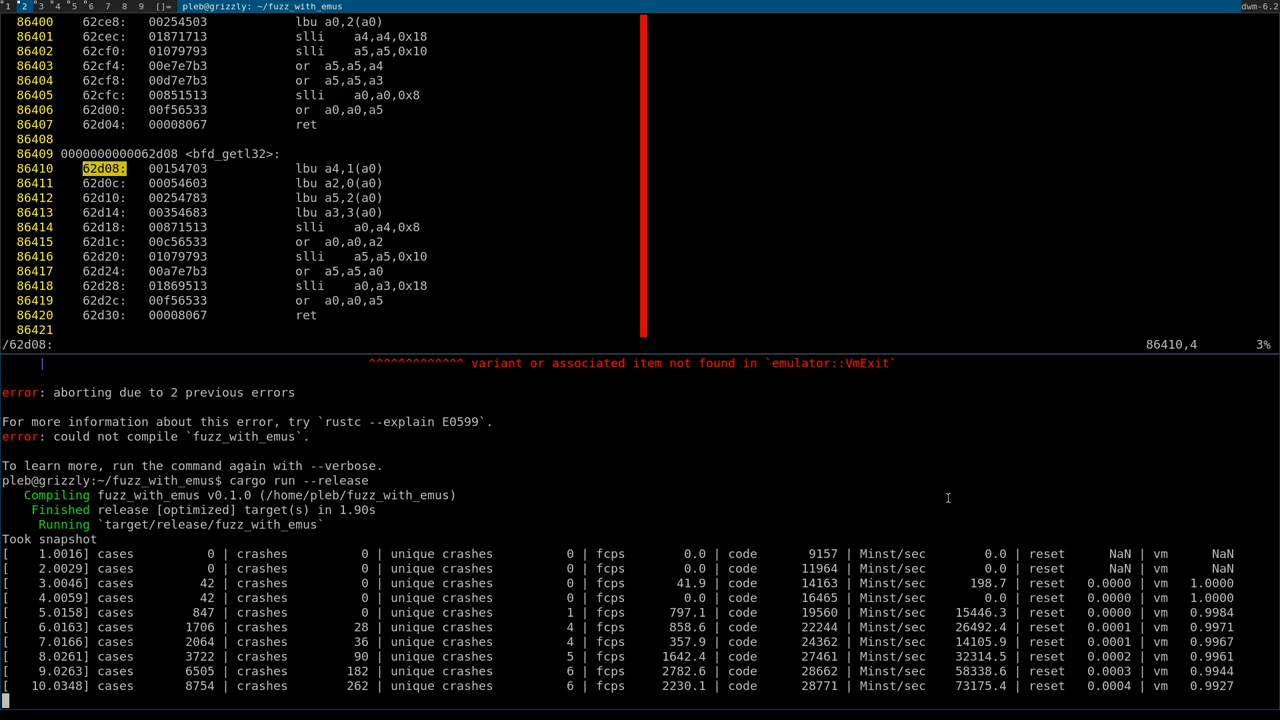 1 2 3 4 5 6 7 8 9 []= pleb@grizzly: ~/fuzz_with_emus dwm-6.2
86400 62ce8: 00254503 lbu a0,2(a0)
86401 62cec: 01871713 slli a4,a4,0x18
86402 62cf0: 01079793 slli a5,a5,0x10
86403 62cf4: 00e7e7b3 or a5,a5,a4
86404 62cf8: 00d7e7b3 or a5,a5,a3
86405 62cfc: 00851513 slli a0,a0,0x8
86406 62d00: 00f56533 or a0,a0,a5
86407 62d04: 00008067 ret
86408
86409 0000000000062d08 <bfd_getl32>:
86410 62d08: 00154703 lbu a4,1(a0)
86411 62d0c: 00054603 lbu a2,0(a0)
86412 62d10: 00254783 lbu a5,2(a0)
86413 62d14: 00354683 lbu a3,3(a0)
86414 62d18: 00871513 slli a0,a4,0x8
86415 62d1c: 00c56533 or a0,a0,a2
86416 62d20: 01079793 slli a5,a5,0x10
86417 62d24: 00a7e7b3 or a5,a5,a0
86418 62d28: 01869513 slli a0,a3,0x18
86419 62d2c: 00f56533 or a0,a0,a5
86420 62d30: 00008067 ret
86421
/62d08: 86410,4 3%
| ^^^^^^^^^^^^^ variant or associated item not found in `emulator::VmExit`
error: aborting due to 2 previous errors
For more information about this error, try `rustc --explain E0599`.
error: could not compile `fuzz_with_emus`.
To learn more, run the command again with --verbose.
pleb@grizzly:~/fuzz_with_emus$ cargo run --release
Compiling fuzz_with_emus v0.1.0 (/home/pleb/fuzz_with_emus)
Finished release [optimized] target(s) in 1.90s
Running `target/release/fuzz_with_emus`
Took snapshot
[ 1.0016] cases 0 | crashes 0 | unique crashes 0 | fcps 0.0 | code 9157 | Minst/sec 0.0 | reset NaN | vm NaN
[ 2.0029] cases 0 | crashes 0 | unique crashes 0 | fcps 0.0 | code 11964 | Minst/sec 0.0 | reset NaN | vm NaN
[ 3.0046] cases 42 | crashes 0 | unique crashes 0 | fcps 41.9 | code 14163 | Minst/sec 198.7 | reset 0.0000 | vm 1.0000
[ 4.0059] cases 42 | crashes 0 | unique crashes 0 | fcps 0.0 | code 16465 | Minst/sec 0.0 | reset 0.0000 | vm 1.0000
[ 5.0158] cases 847 | crashes 0 | unique crashes 1 | fcps 797.1 | code 19560 | Minst/sec 15446.3 | reset 0.0000 | vm 0.9984
[ 6.0163] cases 1706 | crashes 28 | unique crashes 4 | fcps 858.6 | code 22244 | Minst/sec 26492.4 | reset 0.0001 | vm 0.9971
[ 7.0166] cases 2064 | crashes 36 | unique crashes 4 | fcps 357.9 | code 24362 | Minst/sec 14105.9 | reset 0.0001 | vm 0.9967
[ 8.0261] cases 3722 | crashes 90 | unique crashes 5 | fcps 1642.4 | code 27461 | Minst/sec 32314.5 | reset 0.0002 | vm 0.9961
[ 9.0263] cases 6505 | crashes 182 | unique crashes 6 | fcps 2782.6 | code 28662 | Minst/sec 58338.6 | reset 0.0003 | vm 0.9944
[ 10.0348] cases 8754 | crashes 262 | unique crashes 6 | fcps 2230.1 | code 28771 | Minst/sec 73175.4 | reset 0.0004 | vm 0.9927